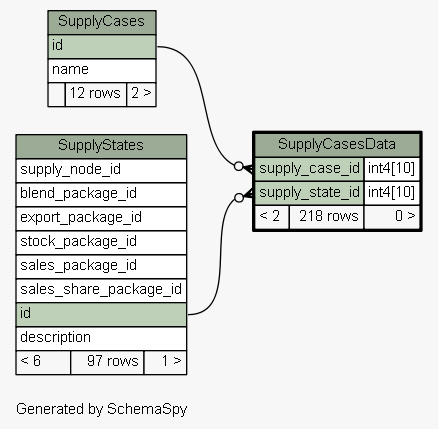 SupplyCases
id
name
12 rows 2 >
SupplyStates
supply_node_id
blend_package_id
export_package_id
stock_package_id
sales_package_id
sales_share_package_id
id
description
< 6 97 rows 1 >
SupplyCasesData
supply_case_id int4[10]
supply_state_id int4[10]
< 2 218 rows 0 >
Generated by SchemaSpy